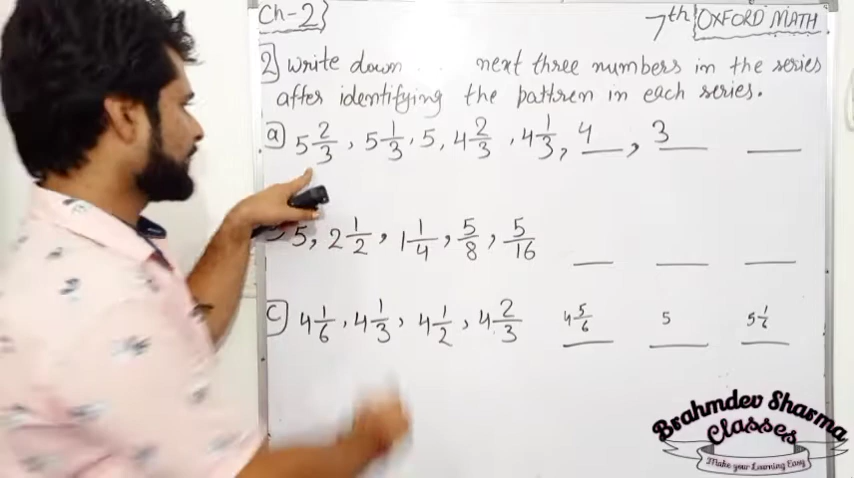 Ch-2
7th OXFORD MATH
2 Write down . . next three numbers in the series
after identifying the pattren in each series.
a 5 2/3, 5 1/3, 5, 4 2/3, 4 1/3, 4, 3
5, 2 1/2, 1 1/4, 5/8, 5/16
c 4 1/6, 4 1/3, 4 1/2, 4 2/3 4 5/6 5 5 1/6
Brahmdev Sharma
Classes
Make your Learning Easy